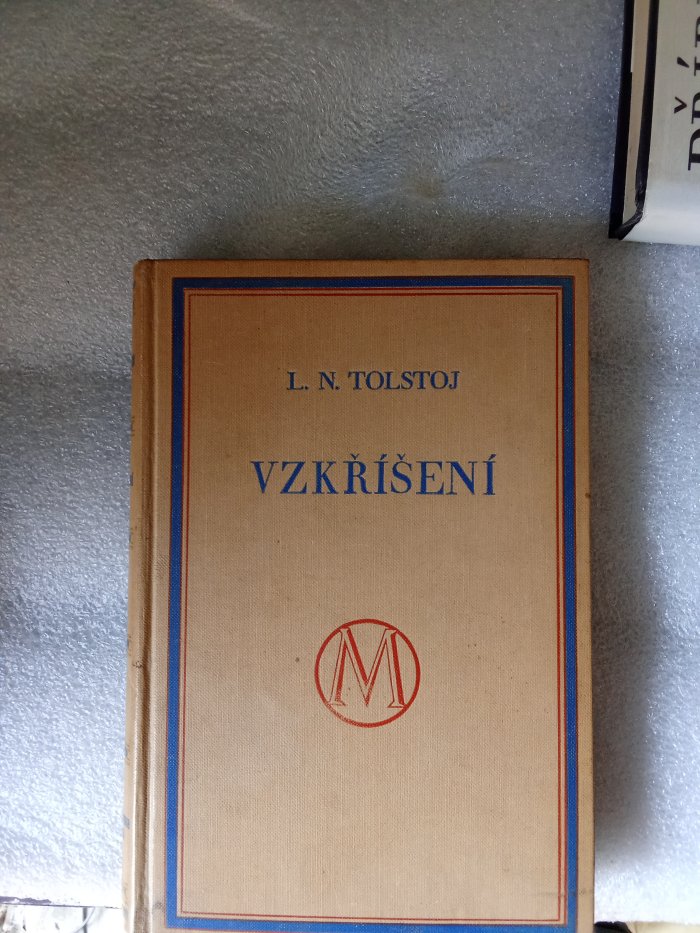 L. N. TOLSTOJ
VZKŘÍŠENÍ
M